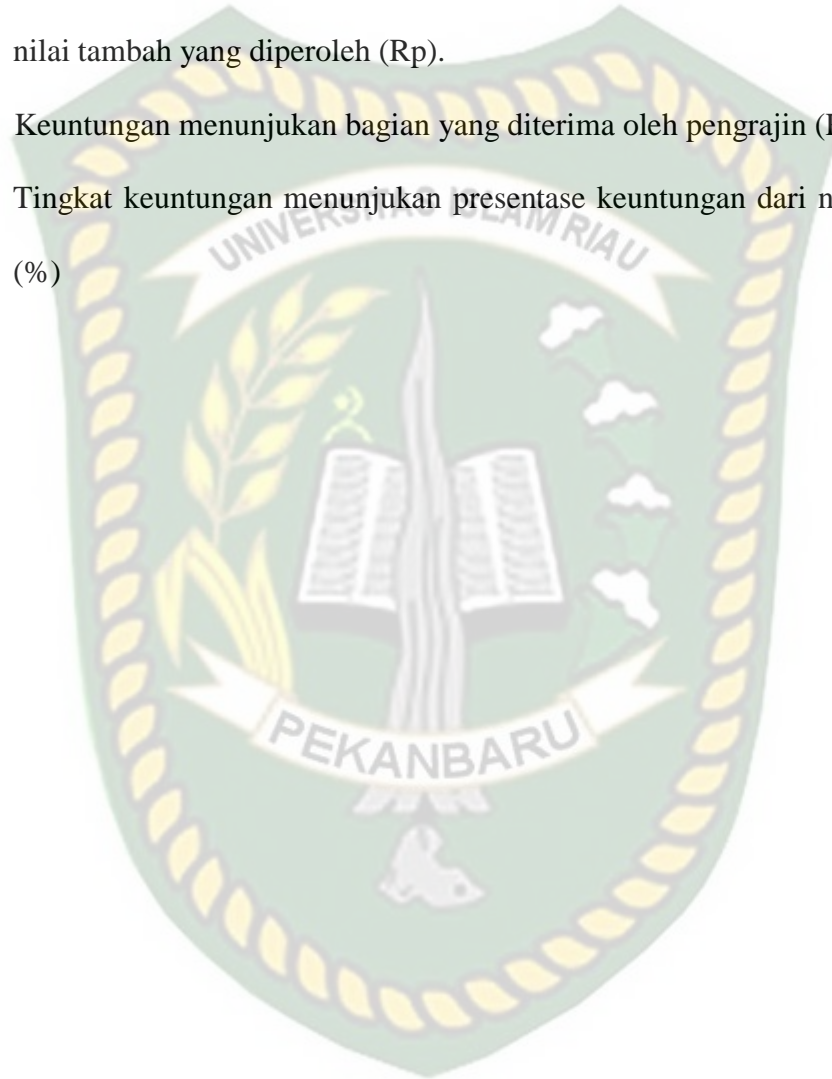 nilai tambah yang diperoleh (Rp).
Keuntungan menunjukan bagian yang diterima oleh pengrajin
Tingkat keuntungan menunjukan presentase keuntungan dari
(%)
UNIVERSITAS ISLAM RIAU
PEKANBARU